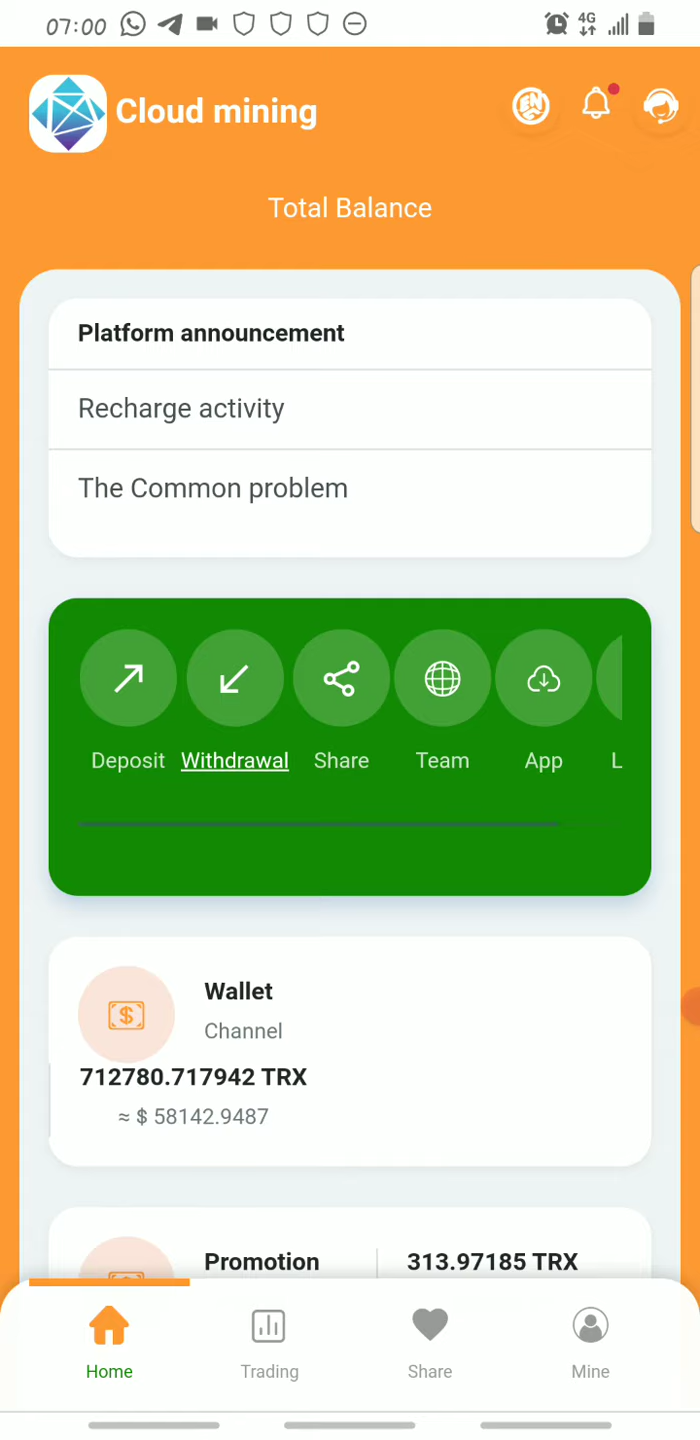 07:00
4G
Cloud mining
EN
Total Balance
Platform announcement
Recharge activity
The Common problem
Deposit Withdrawal Share Team App L
Wallet
Channel
712780.717942 TRX
≈ $ 58142.9487
Promotion 313.97185 TRX
Home Trading Share Mine